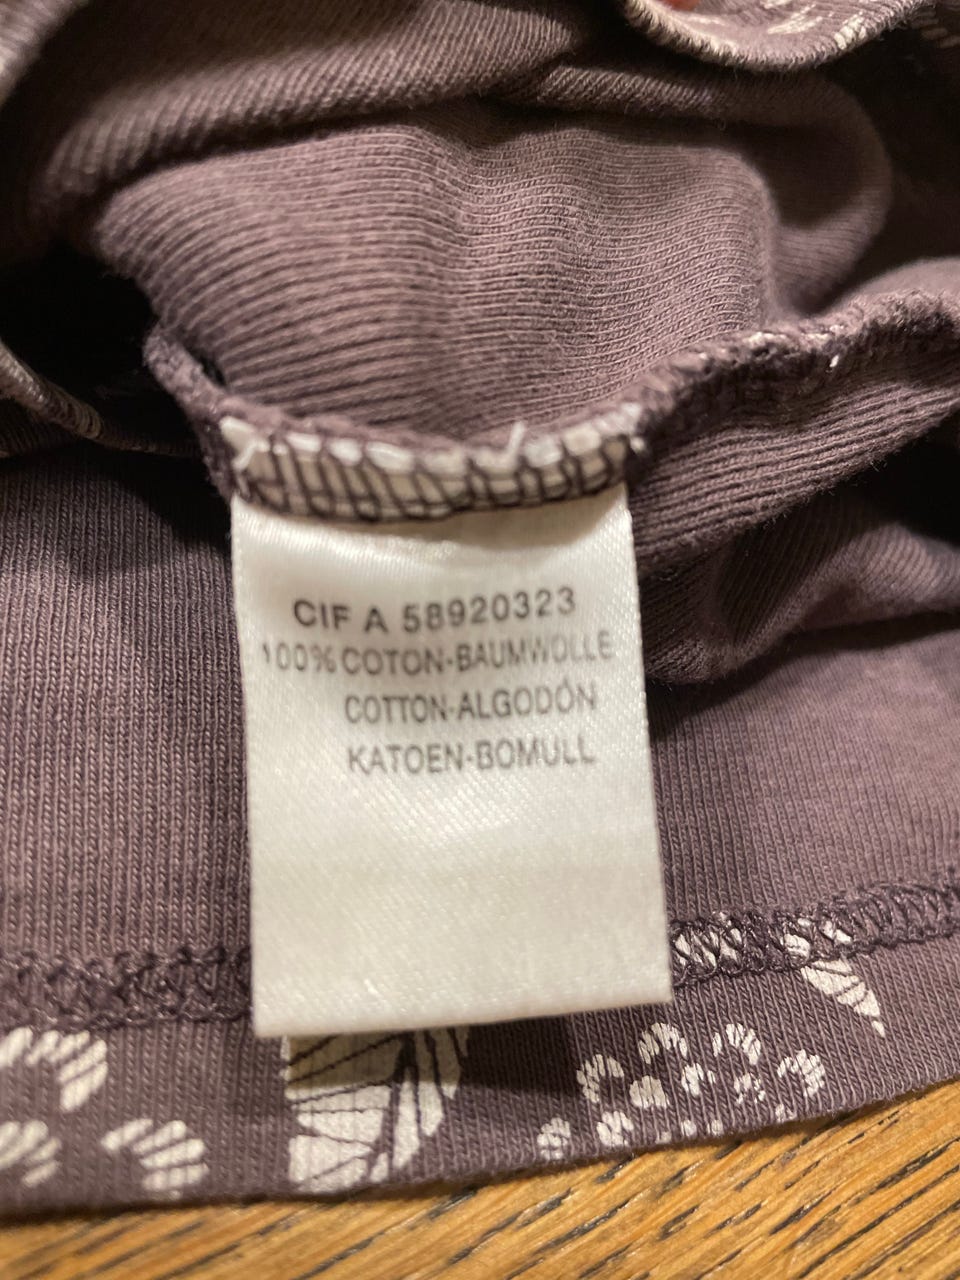 CIF A 58920323
100% COTON-BAUMWOLLE
COTTON-ALGODÓN
KATOEN-BOMULL